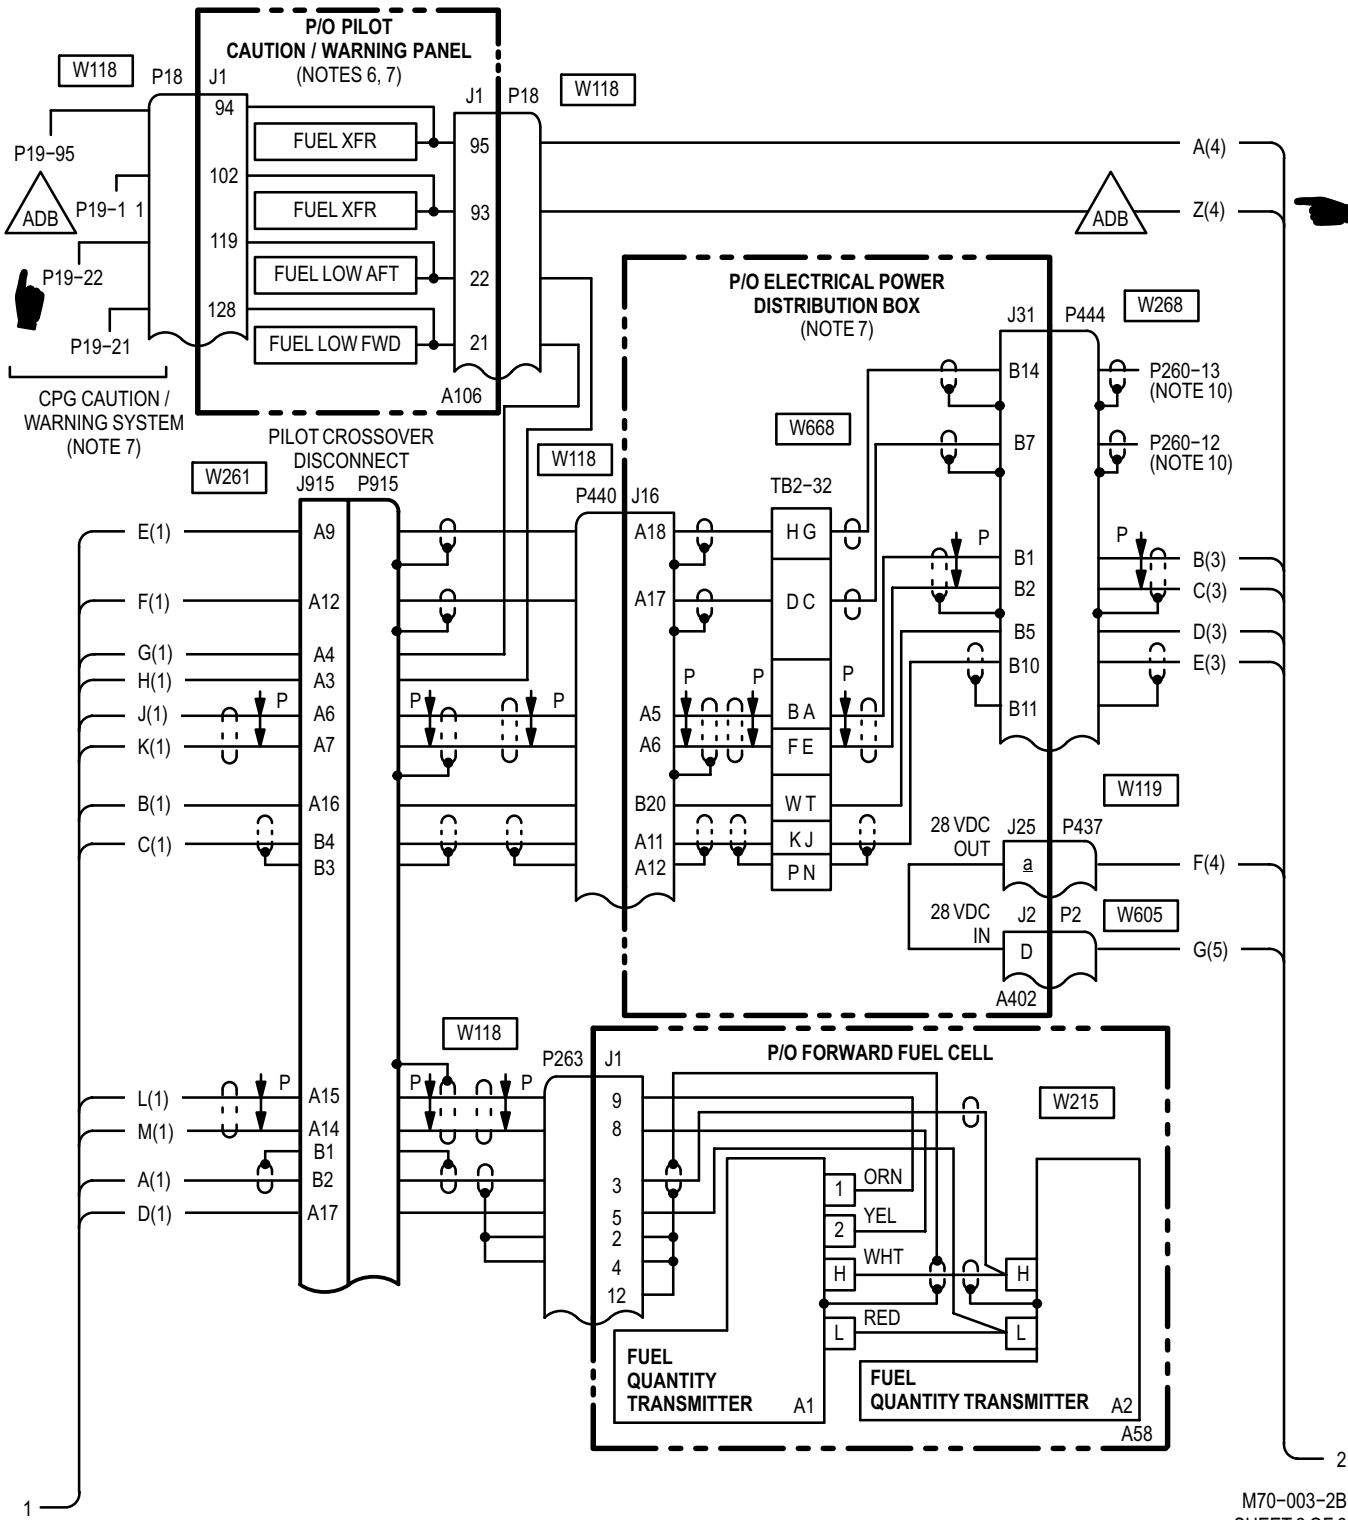 P/O PILOT
CAUTION / WARNING PANEL
(NOTES 6, 7)
W118
P18
J1
J1
P18
W118
94
FUEL XFR
95
A(4)
P19-95
102
ADB
P19-1 1
FUEL XFR
93
ADB
Z(4)
119
P19-22
FUEL LOW AFT
22
128
P19-21
FUEL LOW FWD
21
A106
CPG CAUTION /
WARNING SYSTEM
(NOTE 7)
P/O ELECTRICAL POWER
DISTRIBUTION BOX
(NOTE 7)
J31
P444
W268
B14
P260-13
(NOTE 10)
B7
P260-12
(NOTE 10)
PILOT CROSSOVER
DISCONNECT
W261
J915
P915
W118
W668
P440
J16
TB2-32
E(1)
A9
A18
H G
P
P
B1
B(3)
F(1)
A12
A17
D C
B2
C(3)
G(1)
A4
B5
D(3)
H(1)
A3
B10
E(3)
J(1)
P
A6
P
P
A5
P
P
B A
P
B11
K(1)
A7
A6
F E
B(1)
A16
B20
W T
C(1)
B4
A11
K J
B3
A12
P N
W119
28 VDC
OUT
J25
P437
a
F(4)
28 VDC
IN
J2
P2
W605
D
G(5)
A402
W118
P263
J1
P/O FORWARD FUEL CELL
W215
L(1)
P
A15
P
P
9
M(1)
A14
8
B1
A(1)
B2
3
1
ORN
D(1)
A17
5
2
2
YEL
4
H
WHT
H
12
L
RED
L
FUEL
QUANTITY
TRANSMITTER
A1
FUEL
QUANTITY TRANSMITTER
A2
A58
1
2
M70-003-2B